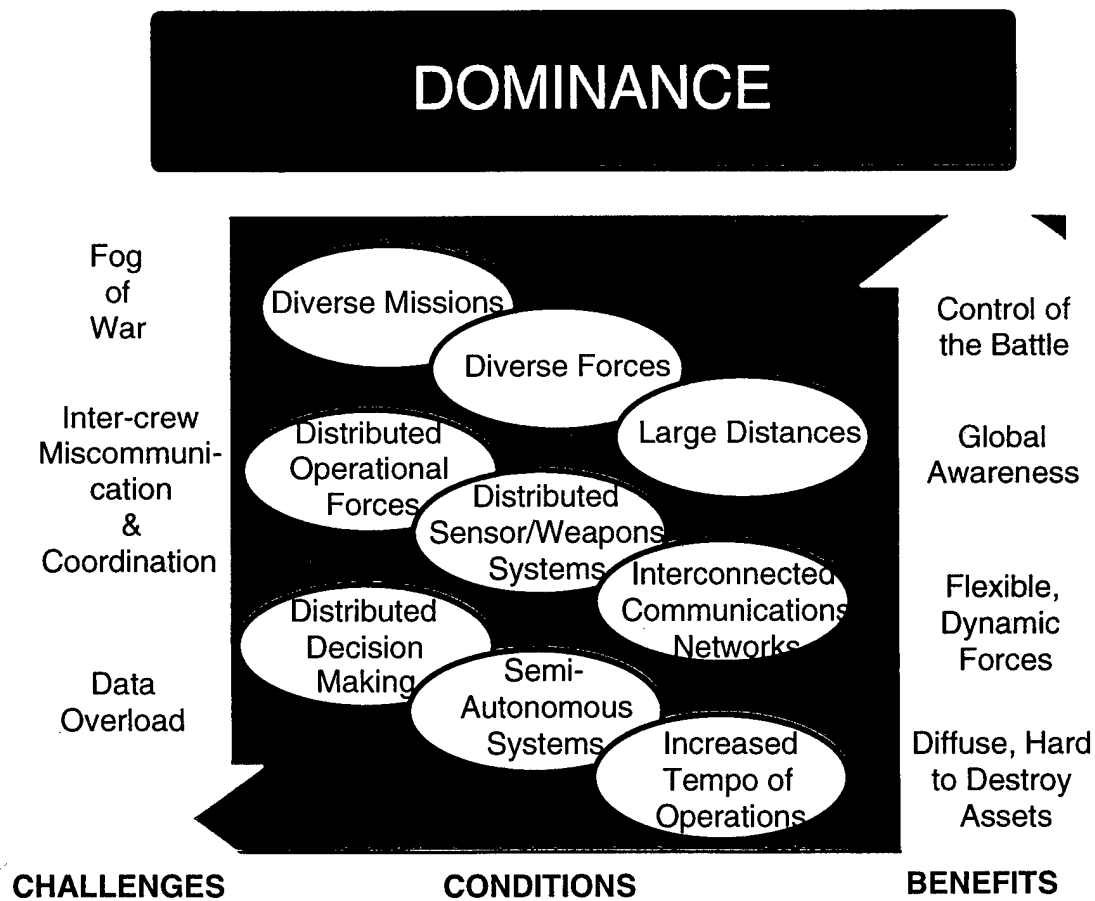 DOMINANCE
Fog
of
War
Inter-crew
Miscommuni-
cation
&
Coordination
Data
Overload
Diverse Missions
Diverse Forces
Large Distances
Distributed
Operational
Forces
Distributed
Sensor/Weapons
Systems
Interconnected
Communications
Networks
Distributed
Decision
Making
Semi-
Autonomous
Systems
Increased
Tempo of
Operations
Control of
the Battle
Global
Awareness
Flexible,
Dynamic
Forces
Diffuse, Hard
to Destroy
Assets
CHALLENGES
CONDITIONS
BENEFITS